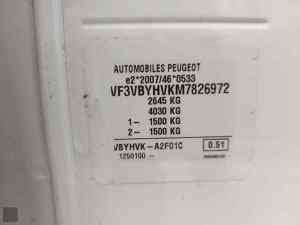 AUTOMOBILES PEUGEOT
e2*2007/46*0533
VF3VBYHVKM7826972
2645 KG
4030 KG
1- 1500 KG
2- 1500 KG
VBYHVK-A2F01C 0.5t
1250100 --